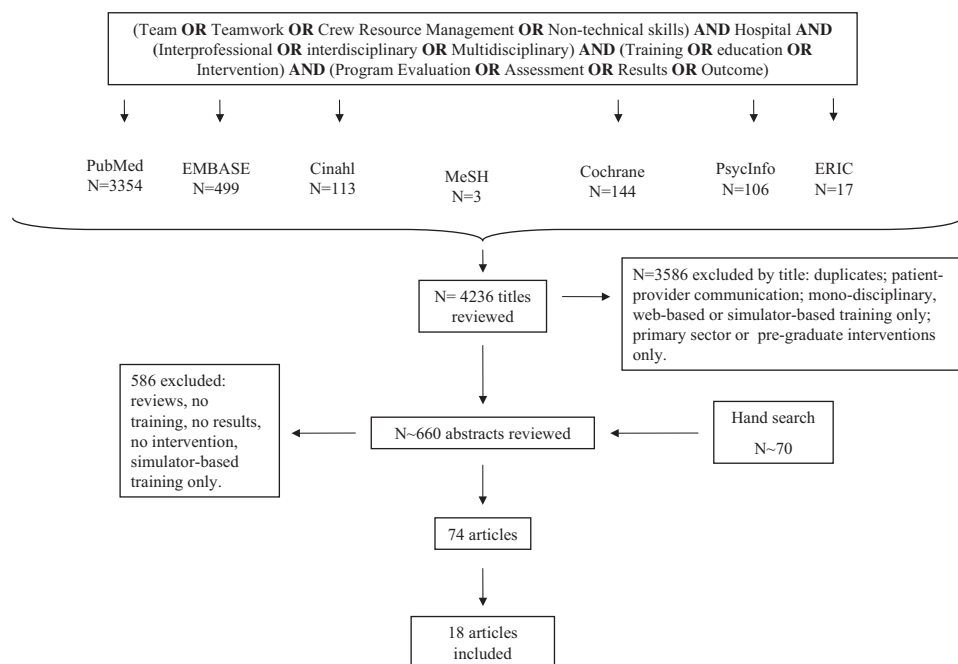 (Team OR Teamwork OR Crew Resource Management OR Non-technical skills) AND Hospital AND
(Interprofessional OR interdisciplinary OR Multidisciplinary) AND (Training OR education OR
Intervention) AND (Program Evaluation OR Assessment OR Results OR Outcome)
PubMed
N=3354
EMBASE
N=499
Cinahl
N=113
MeSH
N=3
Cochrane
N=144
PsycInfo
N=106
ERIC
N=17
N= 4236 titles
reviewed
N=3586 excluded by title: duplicates; patient-
provider communication; mono-disciplinary,
web-based or simulator-based training only;
primary sector or pre-graduate interventions
only.
586 excluded:
reviews, no
training, no results,
no intervention,
simulator-based
training only.
N~660 abstracts reviewed
Hand search
N~70
74 articles
18 articles
included